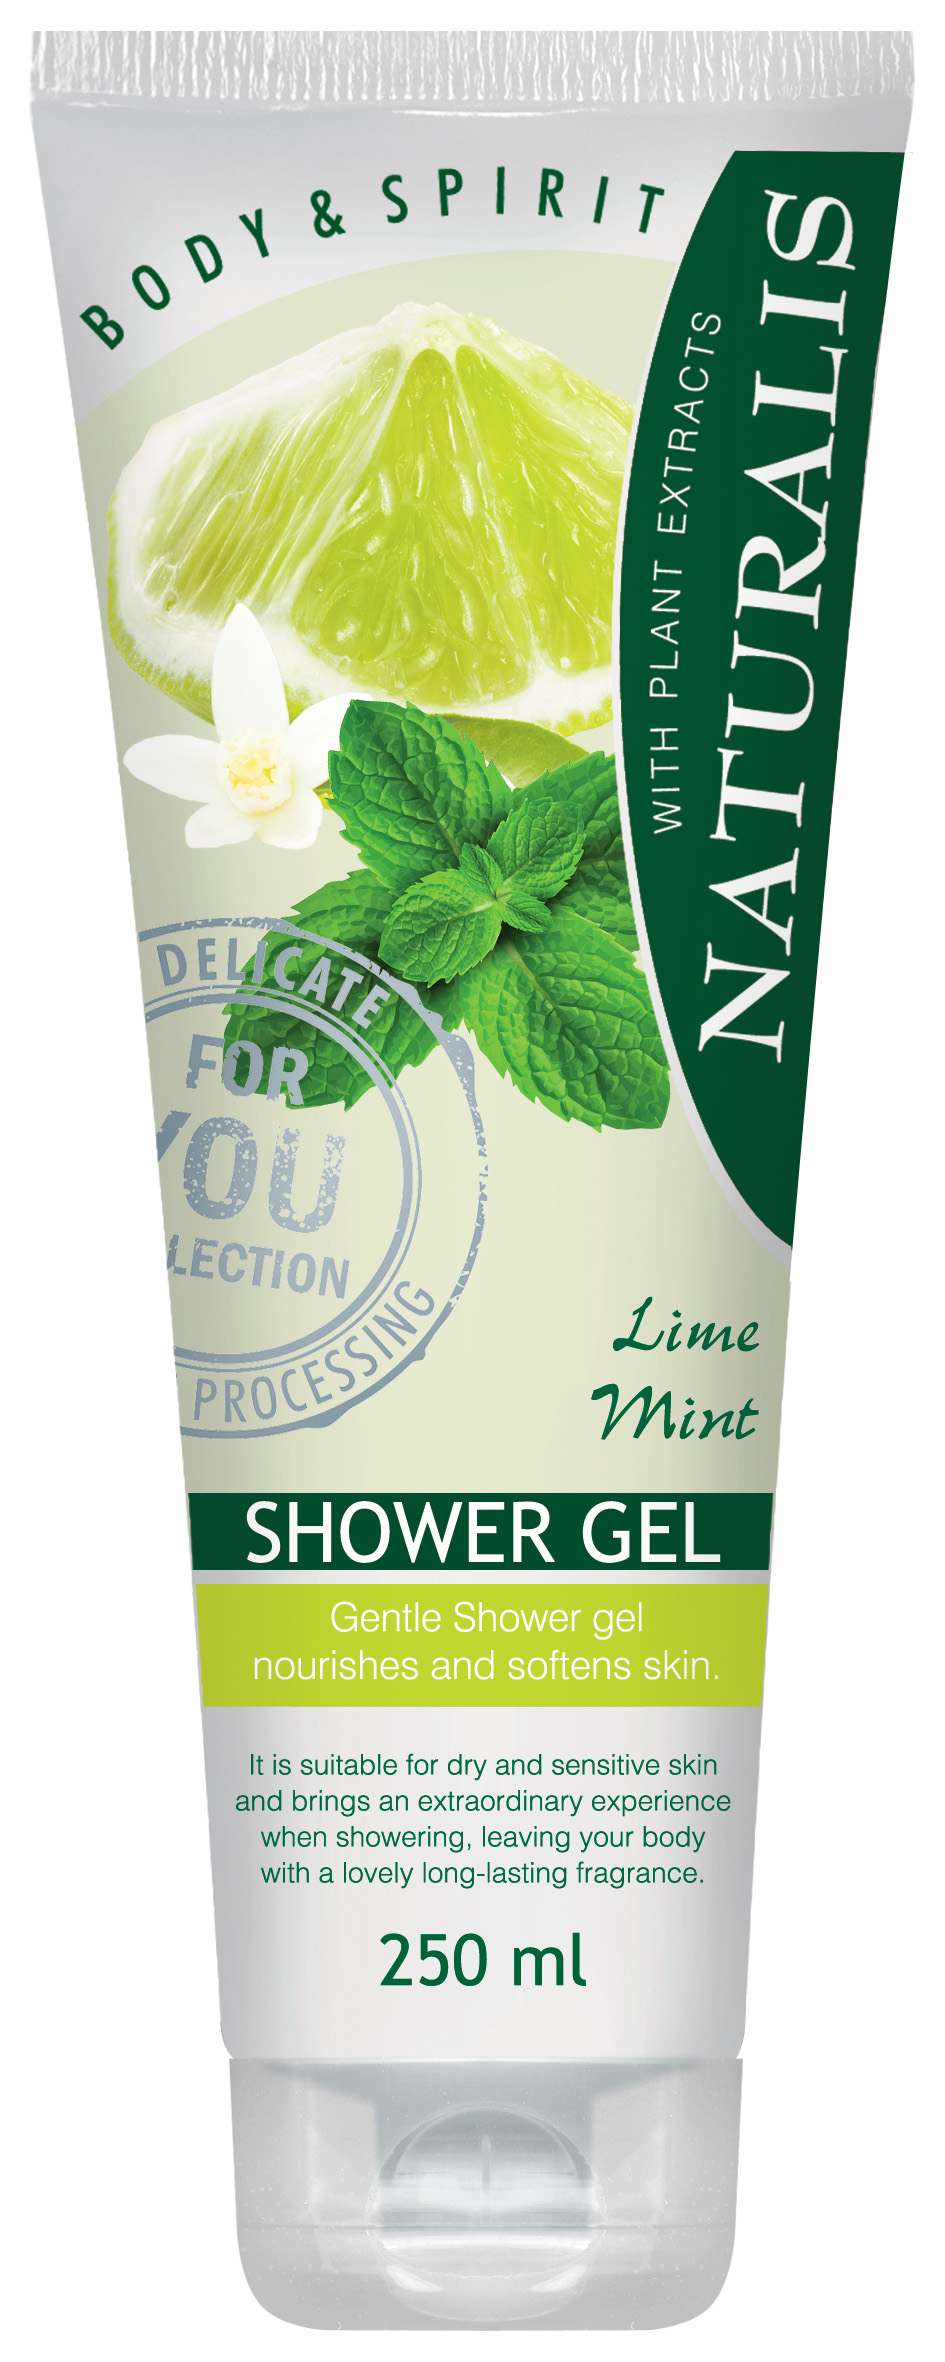 BODY & SPIRIT
WITH PLANT EXTRACTS
NATURALIS
DELICATE
FOR
YOU
PROCESSING
Lime
Mint
SHOWER GEL
Gentle Shower gel
nourishes and softens skin.
It is suitable for dry and sensitive skin
and brings an extraordinary experience
when showering, leaving your body
with a lovely long-lasting fragrance.
250 ml